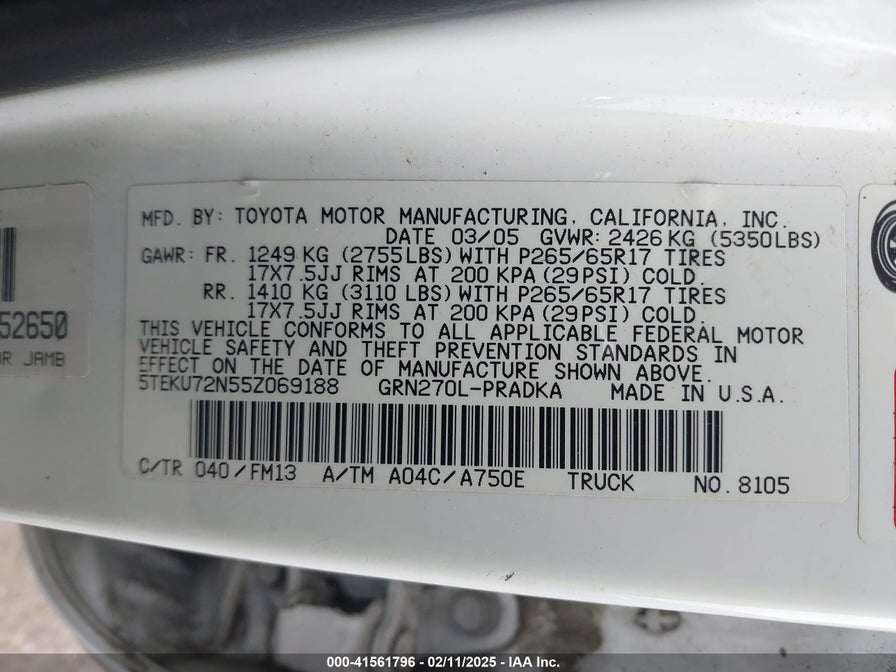 MFD. BY: TOYOTA MOTOR MANUFACTURING, CALIFORNIA, INC.
DATE 03/05 GVWR: 2426 KG (5350LBS)
GAWR: FR. 1249 KG (2755LBS) WITH P265/65R17 TIRES
17X7.5JJ RIMS AT 200 KPA (29PSI) COLD.
RR. 1410 KG (3110 LBS) WITH P265/65R17 TIRES
17X7.5JJ RIMS AT 200 KPA (29PSI) COLD.
THIS VEHICLE CONFORMS TO ALL APPLICABLE FEDERAL MOTOR
VEHICLE SAFETY AND THEFT PREVENTION STANDARDS IN
EFFECT ON THE DATE OF MANUFACTURE SHOWN ABOVE.
5TEKU72N55Z069188 GRN270L-PRADKA MADE IN U.S.A.
C/TR 040/FM13 A/TM A04C/A750E TRUCK NO. 8105
52650
OR JAMB
000-41561796 - 02/11/2025 - IAA Inc.